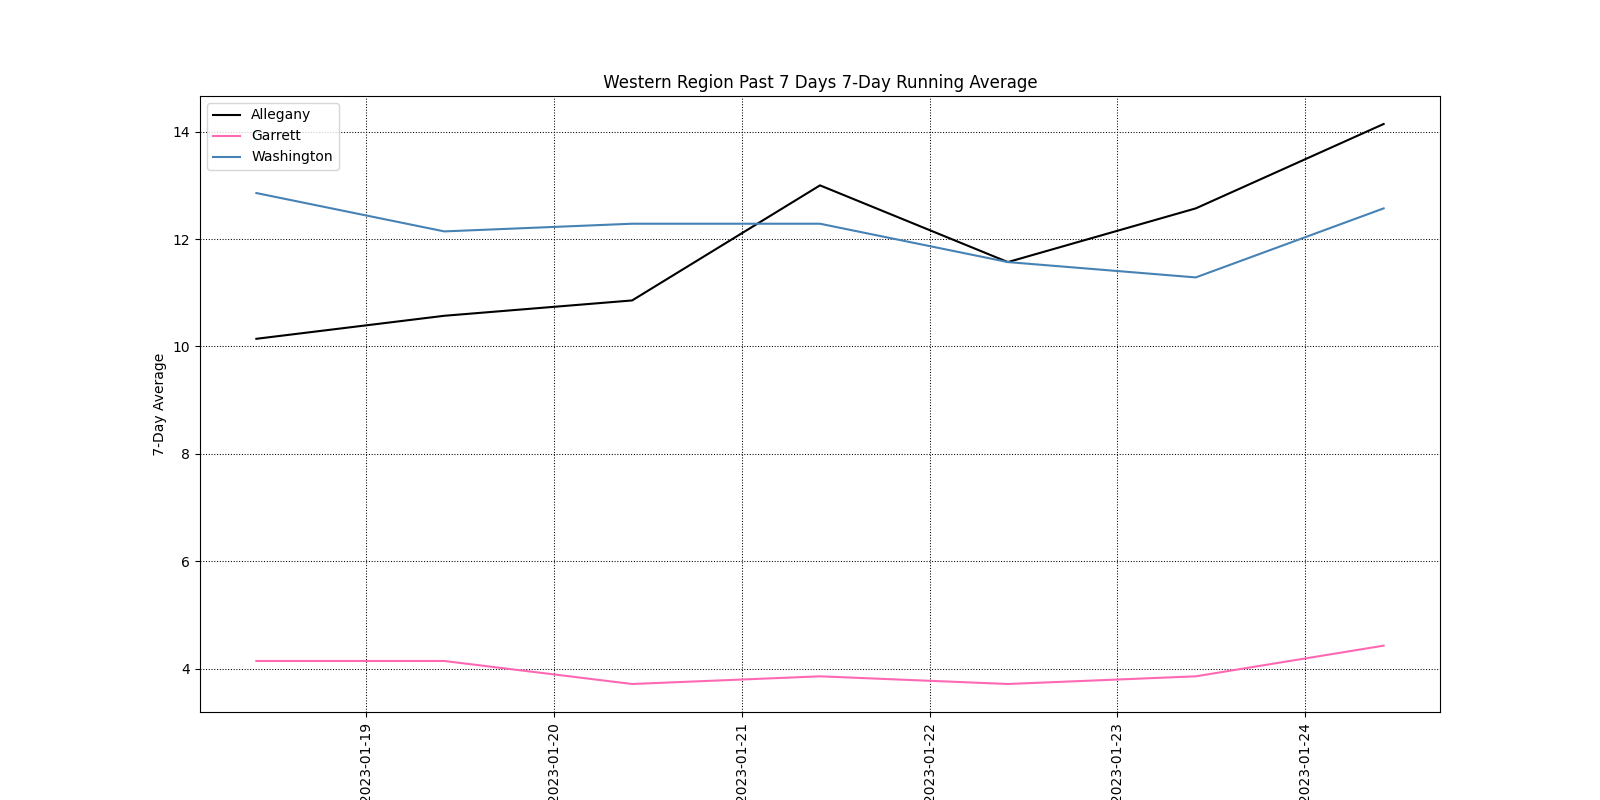 Western Region Past 7 Days 7-Day Running Average
Allegany
Garrett
Washington
7-Day Average
14
12
10
8
6
4
2023-01-19
2023-01-20
2023-01-21
2023-01-22
2023-01-23
2023-01-24